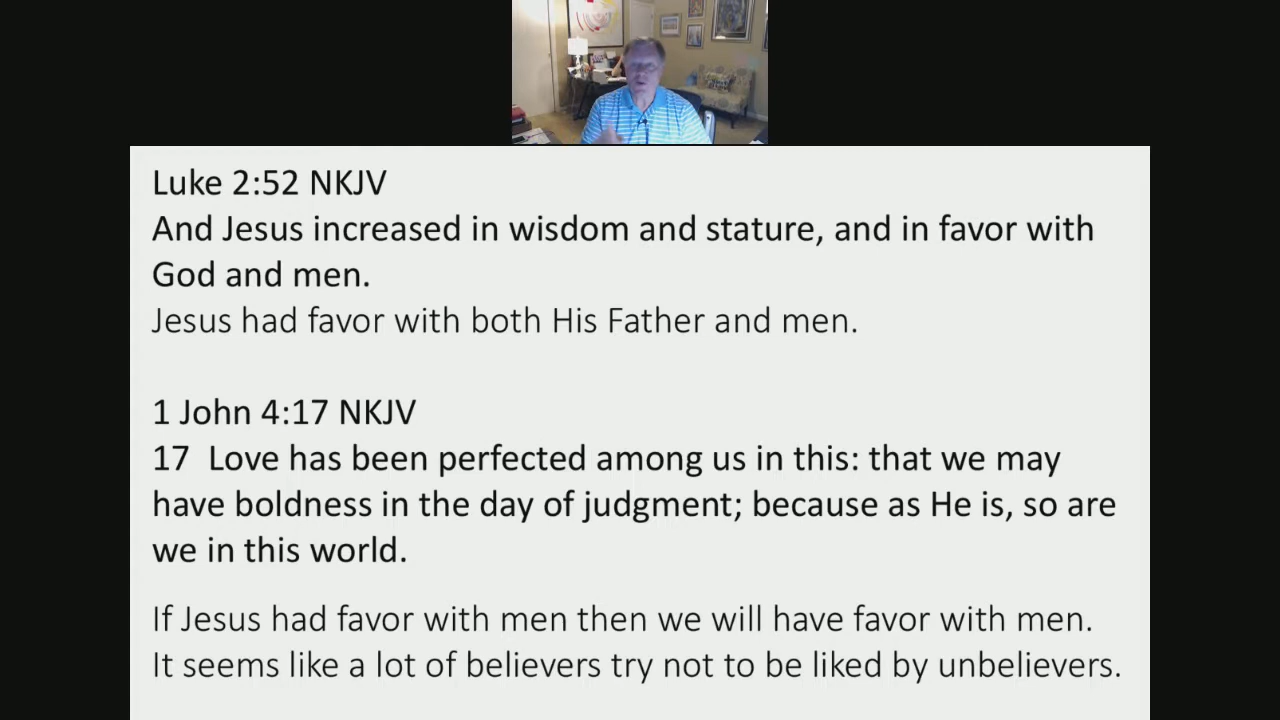 Luke 2:52 NKJV
And Jesus increased in wisdom and stature, and in favor with
God and men.
Jesus had favor with both His Father and men.
1 John 4:17 NKJV
17 Love has been perfected among us in this: that we may
have boldness in the day of judgment; because as He is, so are
we in this world.
If Jesus had favor with men then we will have favor with men.
It seems like a lot of believers try not to be liked by unbelievers.